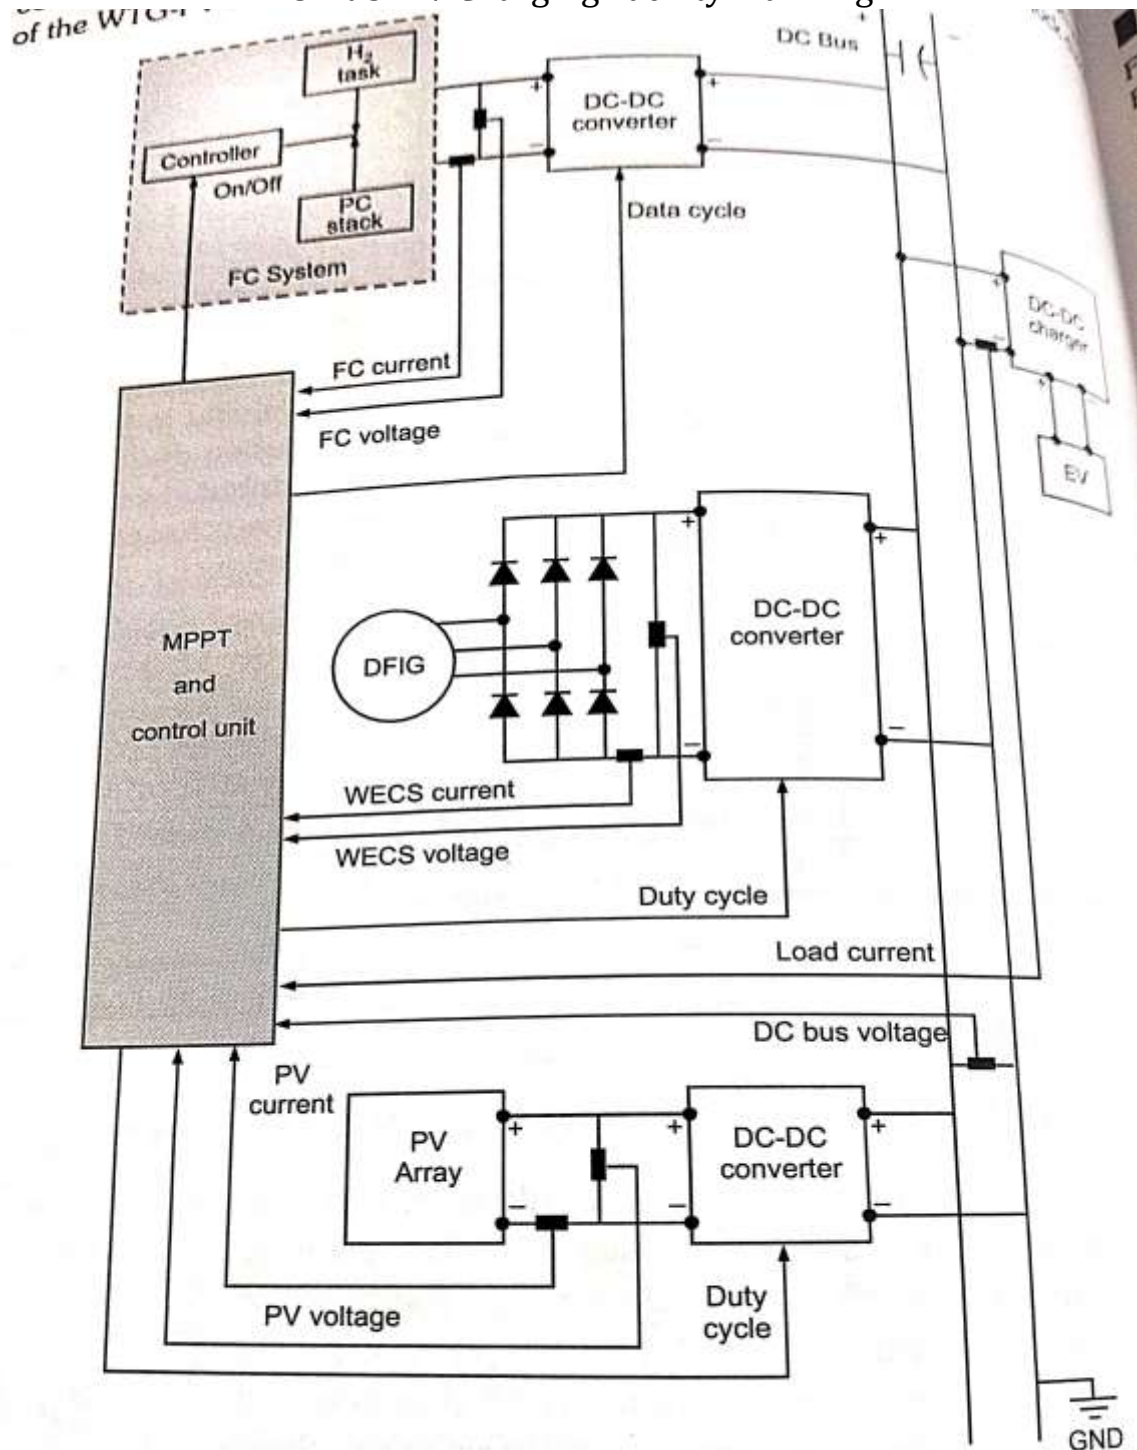 of the WTG-P
DC Bus
+
−
H₂
task
Controller
On/Off
PC
stack
FC System
+
−
DC-DC
converter
+
−
Data cycle
+
−
DC-DC
charger
+
−
EV
FC current
FC voltage
MPPT
and
control unit
DFIG
+
−
DC-DC
converter
+
−
WECS current
WECS voltage
Duty cycle
Load current
DC bus voltage
PV
current
PV
Array
+
−
+
−
DC-DC
converter
+
−
PV voltage
Duty
cycle
GND